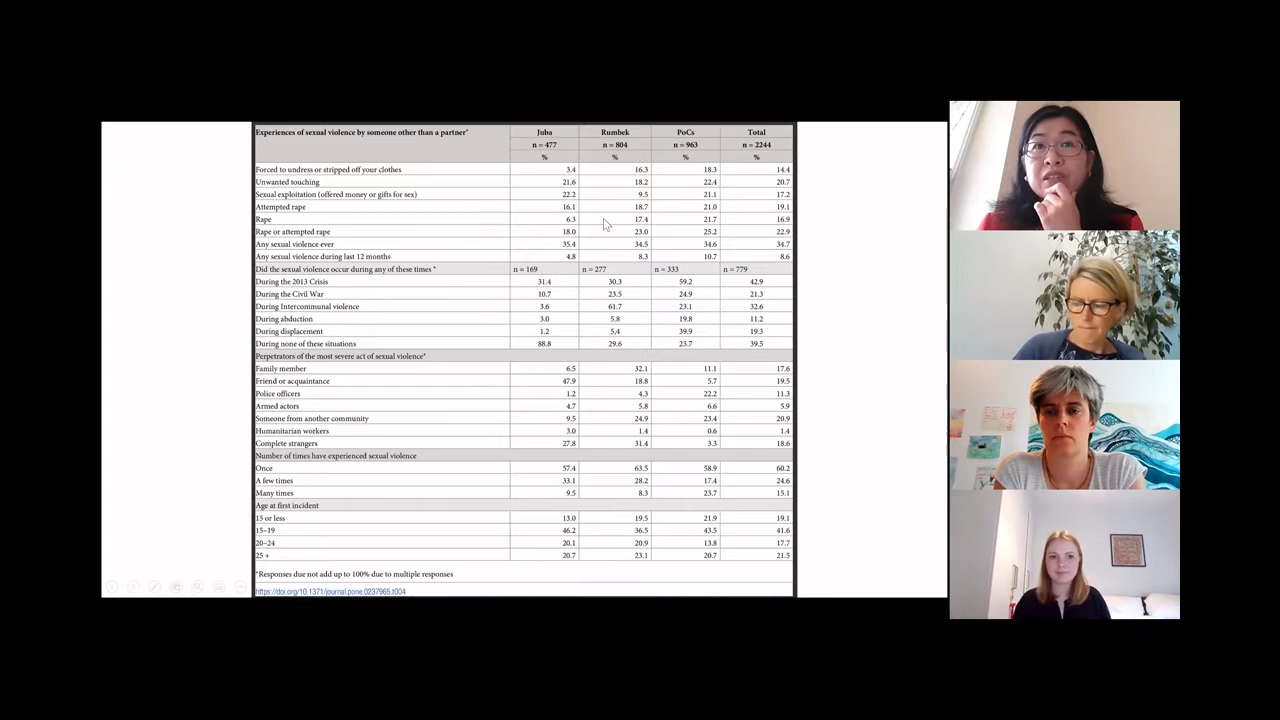 Experiences of sexual violence by someone other than a partner* Juba Rumbek PoCs Total
n = 477 n = 804 n = 963 n = 2244
% % % %
Forced to undress or stripped off your clothes 3.4 16.3 18.3 14.4
Unwanted touching 21.6 18.2 22.4 20.7
Sexual exploitation (offered money or gifts for sex) 22.2 9.5 21.1 17.2
Attempted rape 16.1 18.7 21.0 19.1
Rape 6.3 17.4 21.7 16.9
Rape or attempted rape 18.0 23.0 25.2 22.9
Any sexual violence ever 35.4 34.5 34.6 34.7
Any sexual violence during last 12 months 4.8 8.3 10.7 8.6
Did the sexual violence occur during any of these times * n = 169 n = 277 n = 333 n = 779
During the 2013 Crisis 31.4 30.3 59.2 42.9
During the Civil War 10.7 23.5 24.9 21.3
During Intercommunal violence 3.6 61.7 23.1 32.6
During abduction 3.0 5.8 19.8 11.2
During displacement 1.2 5,4 39.9 19.3
During none of these situations 88.8 29.6 23.7 39.5
Perpetrators of the most severe act of sexual violence*
Family member 6.5 32.1 11.1 17.6
Friend or acquaintance 47.9 18.8 5.7 19.5
Police officers 1.2 4.3 22.2 11.3
Armed actors 4.7 5.8 6.6 5.9
Someone from another community 9.5 24.9 23.4 20.9
Humanitarian workers 3.0 1.4 0.6 1.4
Complete strangers 27.8 31.4 3.3 18.6
Number of times have experienced sexual violence
Once 57.4 63.5 58.9 60.2
A few times 33.1 28.2 17.4 24.6
Many times 9.5 8.3 23.7 15.1
Age at first incident
15 or less 13.0 19.5 21.9 19.1
15–19 46.2 36.5 43.5 41.6
20–24 20.1 20.9 13.8 17.7
25 + 20.7 23.1 20.7 21.5
*Responses due not add up to 100% due to multiple responses
https://doi.org/10.1371/journal.pone.0237965.t004